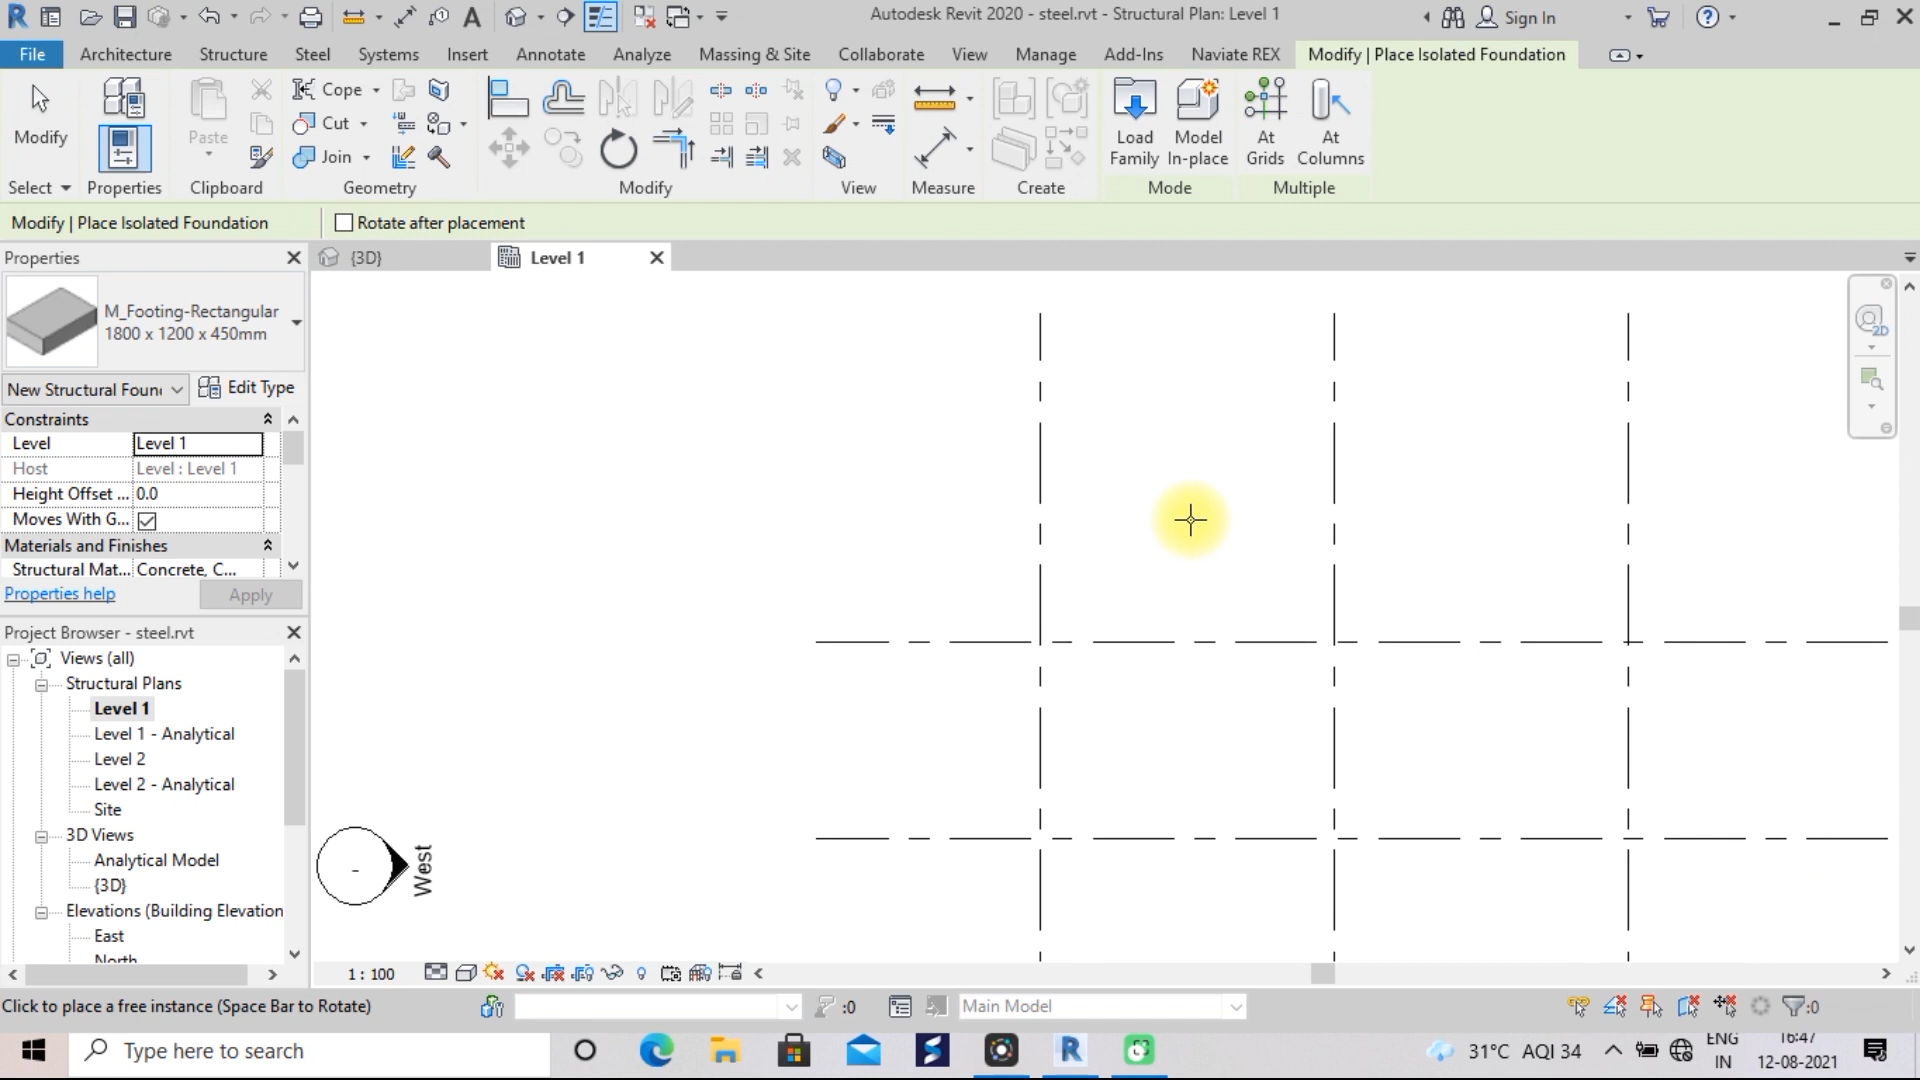 Autodesk Revit 2020 - steel.rvt - Structural Plan: Level 1
Sign In
File Architecture Structure Steel Systems Insert Annotate Analyze Massing & Site Collaborate View Manage Add-Ins Naviate REX Modify | Place Isolated Foundation
Modify
Paste
Cope
Cut
Join
Load Family
Model In-place
At Grids
At Columns
Select Properties Clipboard Geometry Modify View Measure Create Mode Multiple
Modify | Place Isolated Foundation
Rotate after placement
Properties
{3D}
Level 1
M_Footing-Rectangular
1800 x 1200 x 450mm
New Structural Foun
Edit Type
Constraints
Level Level 1
Host Level : Level 1
Height Offset ... 0.0
Moves With G...
Materials and Finishes
Structural Mat... Concrete, C...
Properties help
Apply
Project Browser - steel.rvt
Views (all)
Structural Plans
Level 1
Level 1 - Analytical
Level 2
Level 2 - Analytical
Site
3D Views
Analytical Model
{3D}
Elevations (Building Elevation
East
North
-
West
2D
1 : 100
Click to place a free instance (Space Bar to Rotate)
:0
Main Model
:0
Type here to search
31°C AQI 34
ENG
IN
16:47
12-08-2021